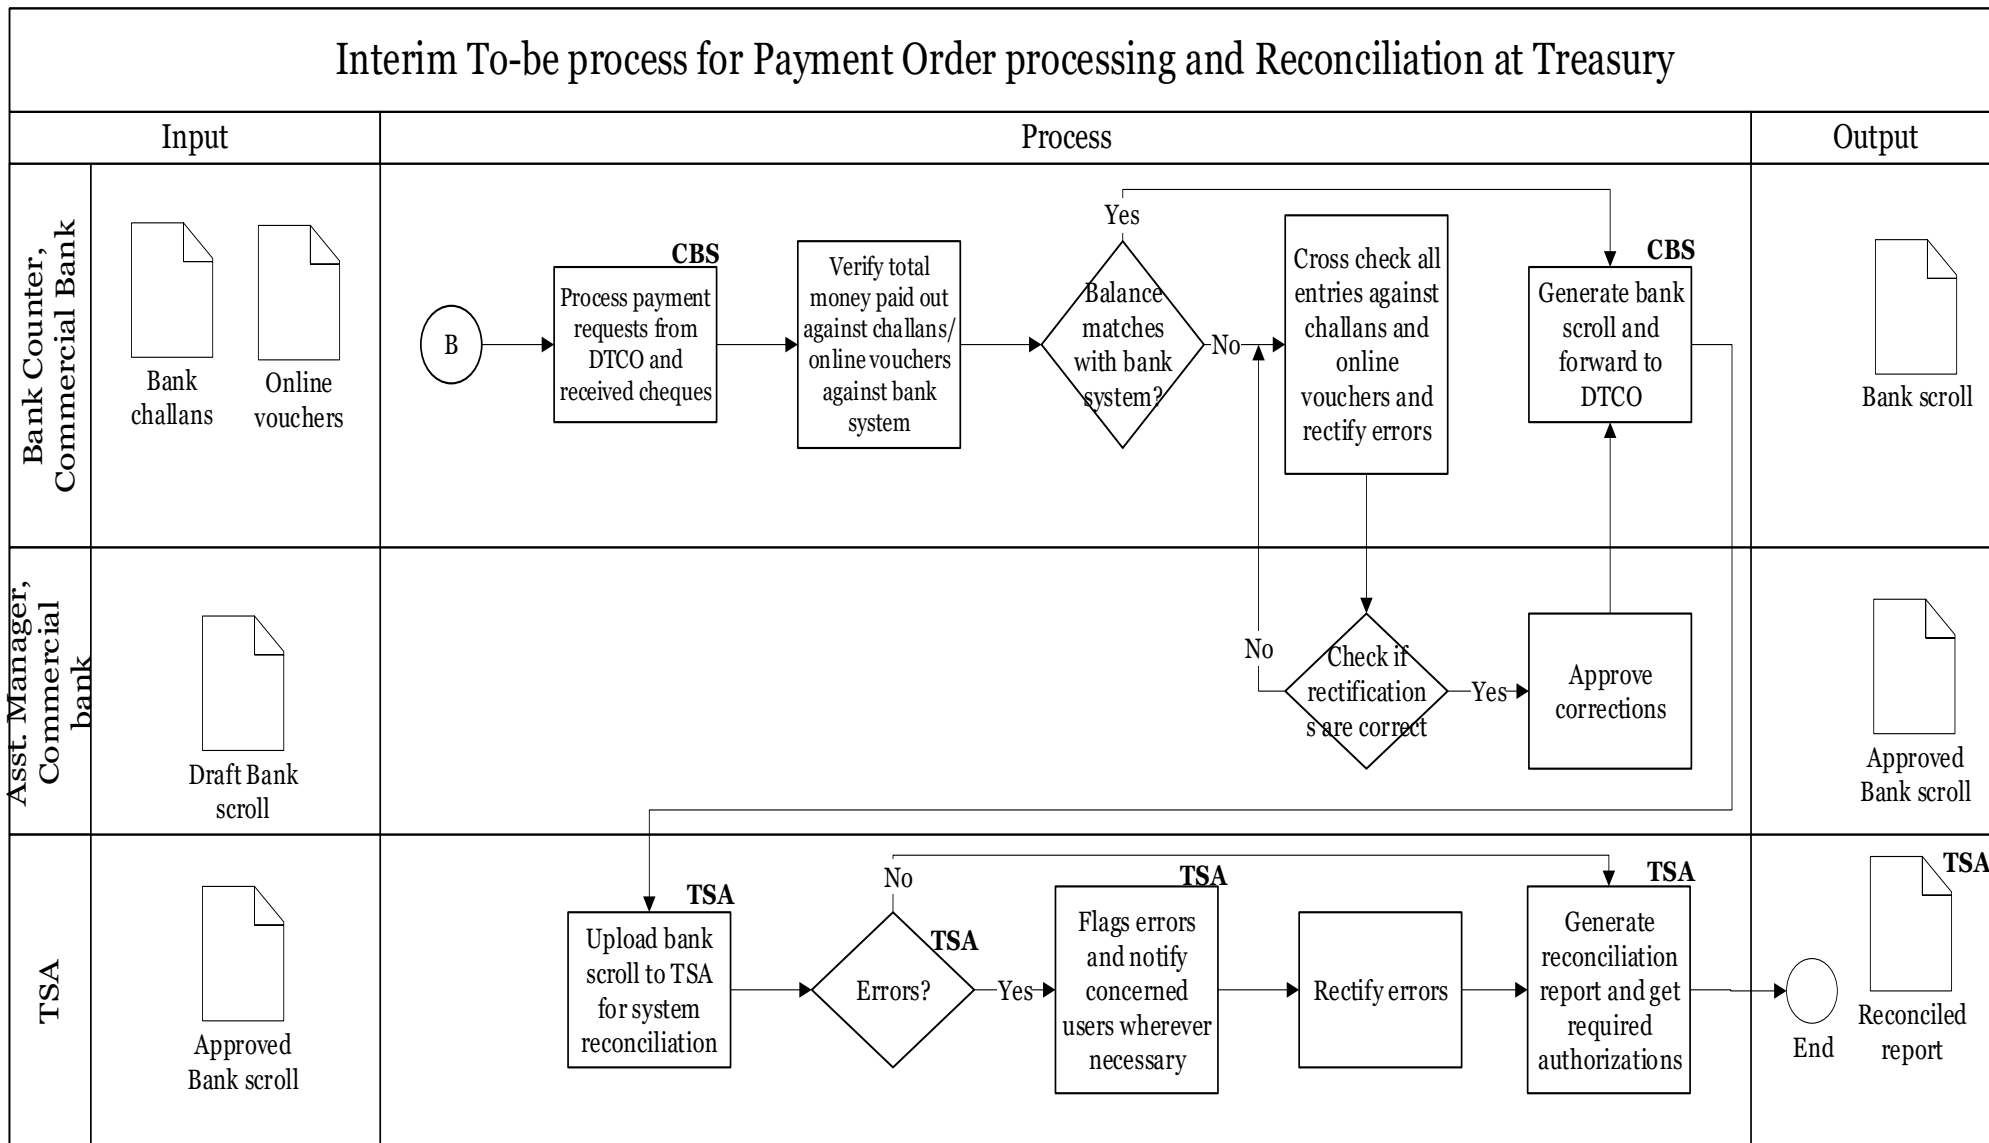 Interim To-be process for Payment Order processing and Reconciliation at Treasury
Input
Process
Output
Bank Counter,
Commercial Bank
Bank
challans
Online
vouchers
B
CBS
Process payment
requests from
DTCO and
received cheques
Verify total
money paid out
against challans/
online vouchers
against bank
system
Yes
Balance
matches
with bank
system?
No
Cross check all
entries against
challans and
online
vouchers and
rectify errors
CBS
Generate bank
scroll and
forward to
DTCO
Bank scroll
Asst. Manager,
Commercial
bank
Draft Bank
scroll
No
Check if
rectification
s are correct
Yes
Approve
corrections
Approved
Bank scroll
TSA
Approved
Bank scroll
TSA
Upload bank
scroll to TSA
for system
reconciliation
No
TSA
Errors?
Yes
TSA
Flags errors
and notify
concerned
users wherever
necessary
Rectify errors
TSA
Generate
reconciliation
report and get
required
authorizations
End
TSA
Reconciled
report